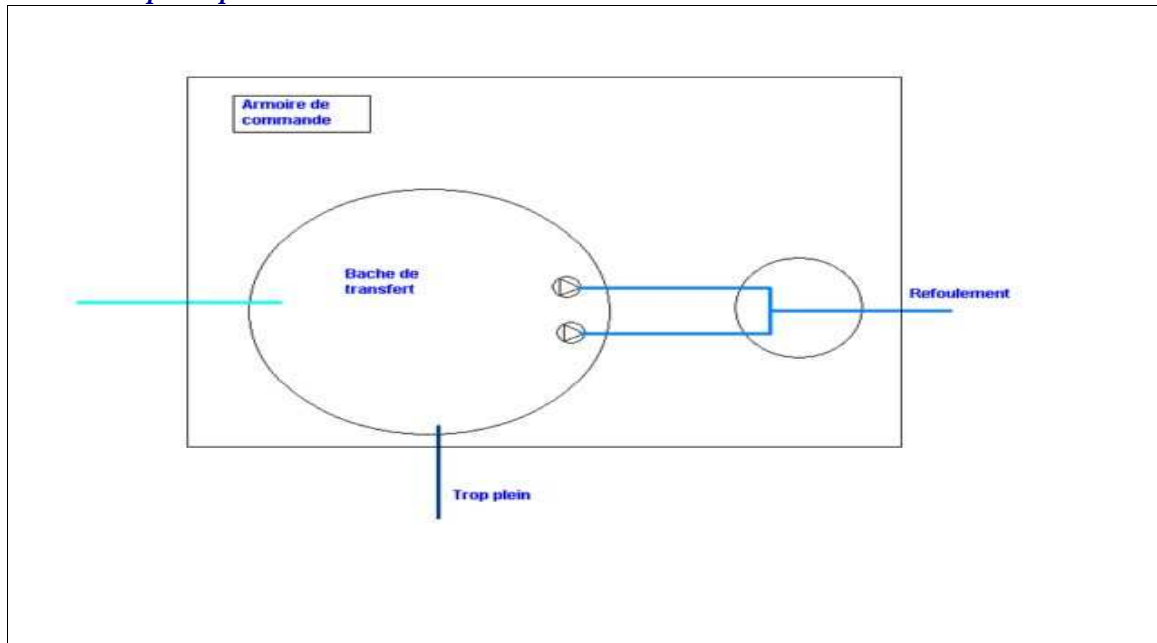 Armoire de
commande
Bache de
transfert
Refoulement
Trop plein